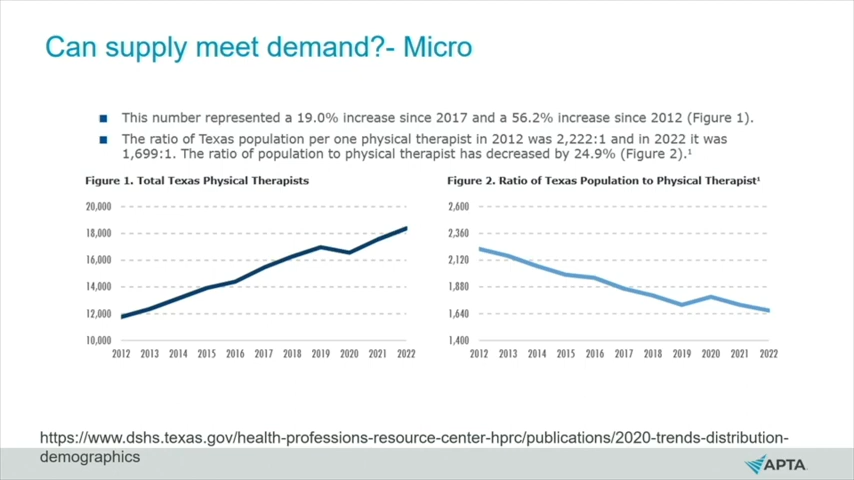 Can supply meet demand?- Micro
This number represented a 19.0% increase since 2017 and a 56.2% increase since 2012 (Figure 1).
The ratio of Texas population per one physical therapist in 2012 was 2,222:1 and in 2022 it was
1,699:1. The ratio of population to physical therapist has decreased by 24.9% (Figure 2).¹
Figure 1. Total Texas Physical Therapists
20,000
18,000
16,000
14,000
12,000
10,000
2012 2013 2014 2015 2016 2017 2018 2019 2020 2021 2022
Figure 2. Ratio of Texas Population to Physical Therapist¹
2,600
2,360
2,120
1,880
1,640
1,400
2012 2013 2014 2015 2016 2017 2018 2019 2020 2021 2022
https://www.dshs.texas.gov/health-professions-resource-center-hprc/publications/2020-trends-distribution-
demographics
APTA